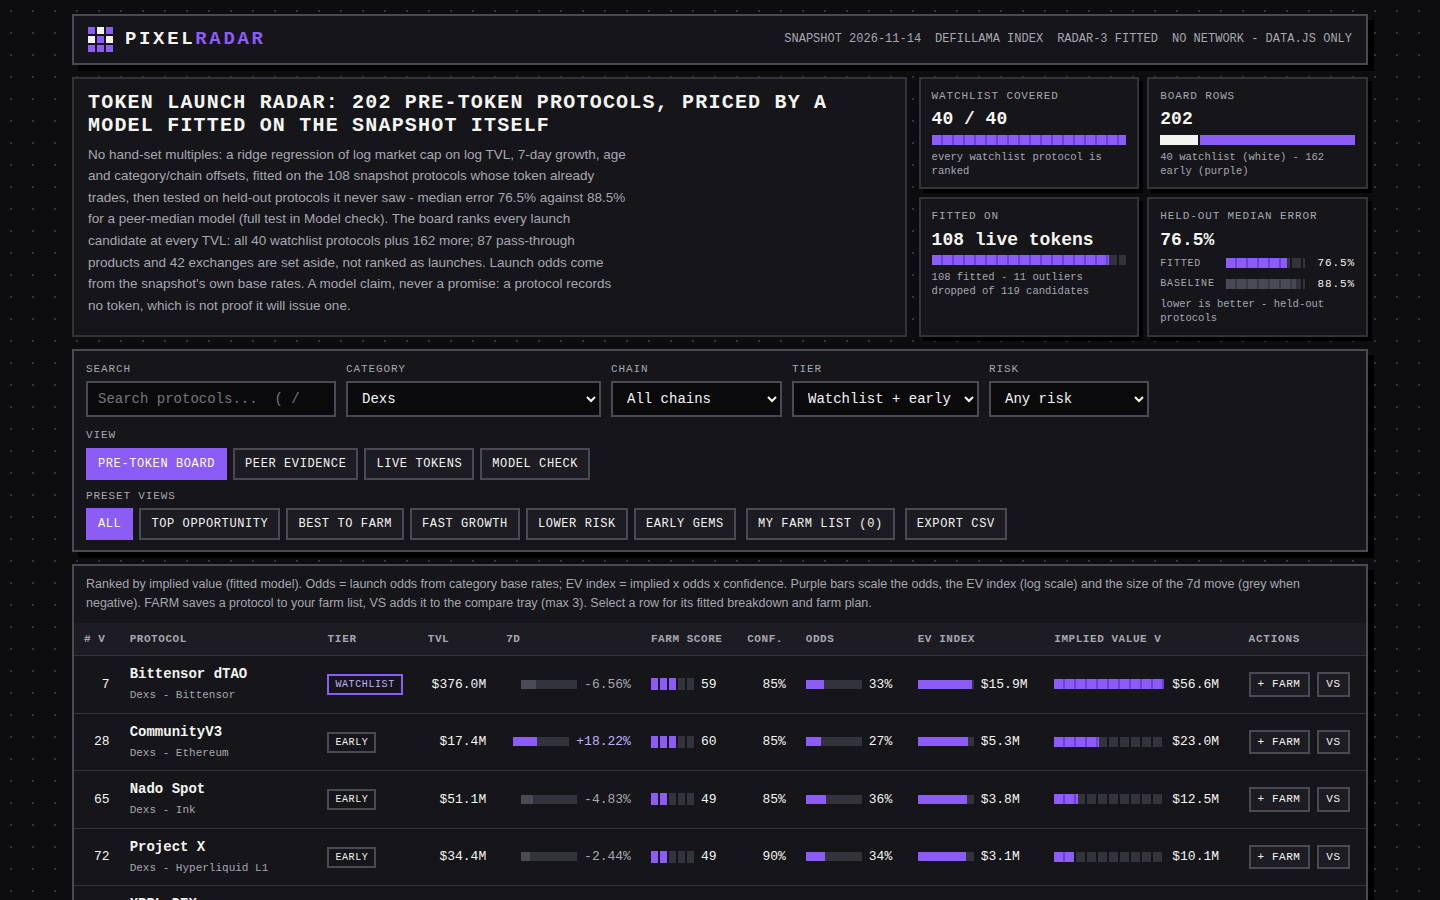 PIXELRADAR
SNAPSHOT 2026-11-14 DEFILLAMA INDEX RADAR-3 FITTED NO NETWORK - DATA.JS ONLY
TOKEN LAUNCH RADAR: 202 PRE-TOKEN PROTOCOLS, PRICED BY A
MODEL FITTED ON THE SNAPSHOT ITSELF
No hand-set multiples: a ridge regression of log market cap on log TVL, 7-day growth, age
and category/chain offsets, fitted on the 108 snapshot protocols whose token already
trades, then tested on held-out protocols it never saw - median error 76.5% against 88.5%
for a peer-median model (full test in Model check). The board ranks every launch
candidate at every TVL: all 40 watchlist protocols plus 162 more; 87 pass-through
products and 42 exchanges are set aside, not ranked as launches. Launch odds come
from the snapshot's own base rates. A model claim, never a promise: a protocol records
no token, which is not proof it will issue one.
WATCHLIST COVERED
40 / 40
every watchlist protocol is
ranked
BOARD ROWS
202
40 watchlist (white) - 162
early (purple)
FITTED ON
108 live tokens
108 fitted - 11 outliers
dropped of 119 candidates
HELD-OUT MEDIAN ERROR
76.5%
FITTED 76.5%
BASELINE 88.5%
lower is better - held-out
protocols
SEARCH CATEGORY CHAIN TIER RISK
Search protocols... ( / Dexs All chains Watchlist + early Any risk
VIEW
PRE-TOKEN BOARD PEER EVIDENCE LIVE TOKENS MODEL CHECK
PRESET VIEWS
ALL TOP OPPORTUNITY BEST TO FARM FAST GROWTH LOWER RISK EARLY GEMS MY FARM LIST (0) EXPORT CSV
Ranked by implied value (fitted model). Odds = launch odds from category base rates; EV index = implied x odds x confidence. Purple bars scale the odds, the EV index (log scale) and the size of the 7d move (grey when
negative). FARM saves a protocol to your farm list, VS adds it to the compare tray (max 3). Select a row for its fitted breakdown and farm plan.
# V PROTOCOL TIER TVL 7D FARM SCORE CONF. ODDS EV INDEX IMPLIED VALUE V ACTIONS
7 Bittensor dTAO WATCHLIST $376.0M -6.56% 59 85% 33% $15.9M $56.6M + FARM VS
Dexs - Bittensor
28 CommunityV3 EARLY $17.4M +18.22% 60 85% 27% $5.3M $23.0M + FARM VS
Dexs - Ethereum
65 Nado Spot EARLY $51.1M -4.83% 49 85% 36% $3.8M $12.5M + FARM VS
Dexs - Ink
72 Project X EARLY $34.4M -2.44% 49 90% 34% $3.1M $10.1M + FARM VS
Dexs - Hyperliquid L1